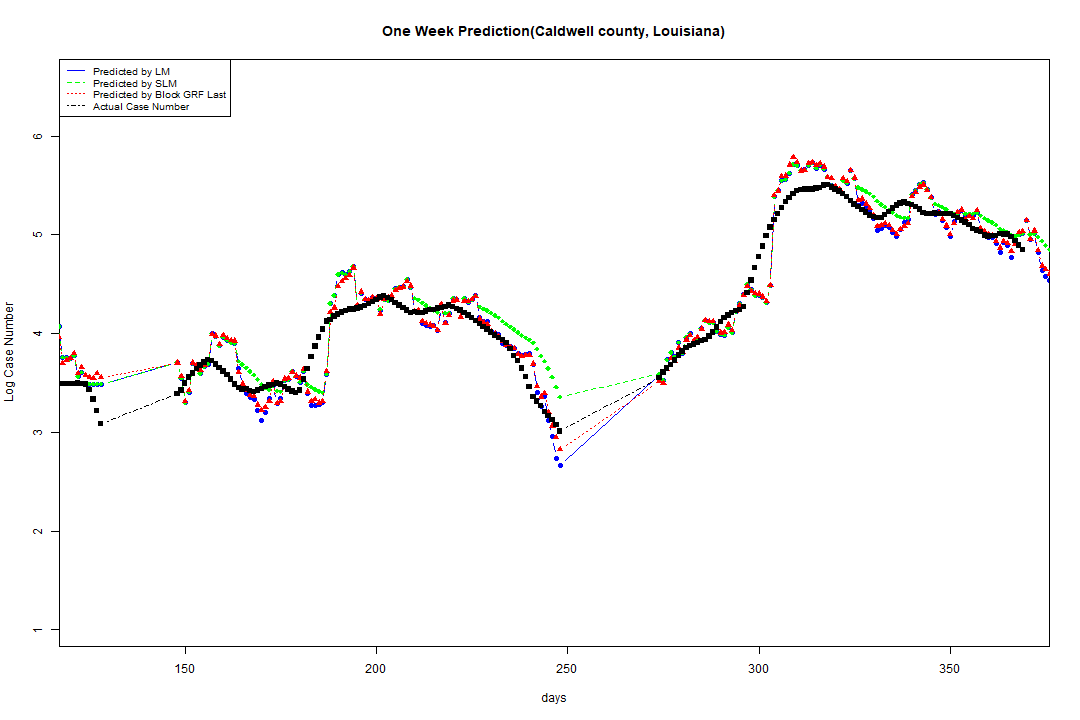 One Week Prediction(Caldwell county, Louisiana)
Predicted by LM
Predicted by SLM
Predicted by Block GRF Last
Actual Case Number
Log Case Number
6
5
4
3
2
1
150 200 250 300 350
days